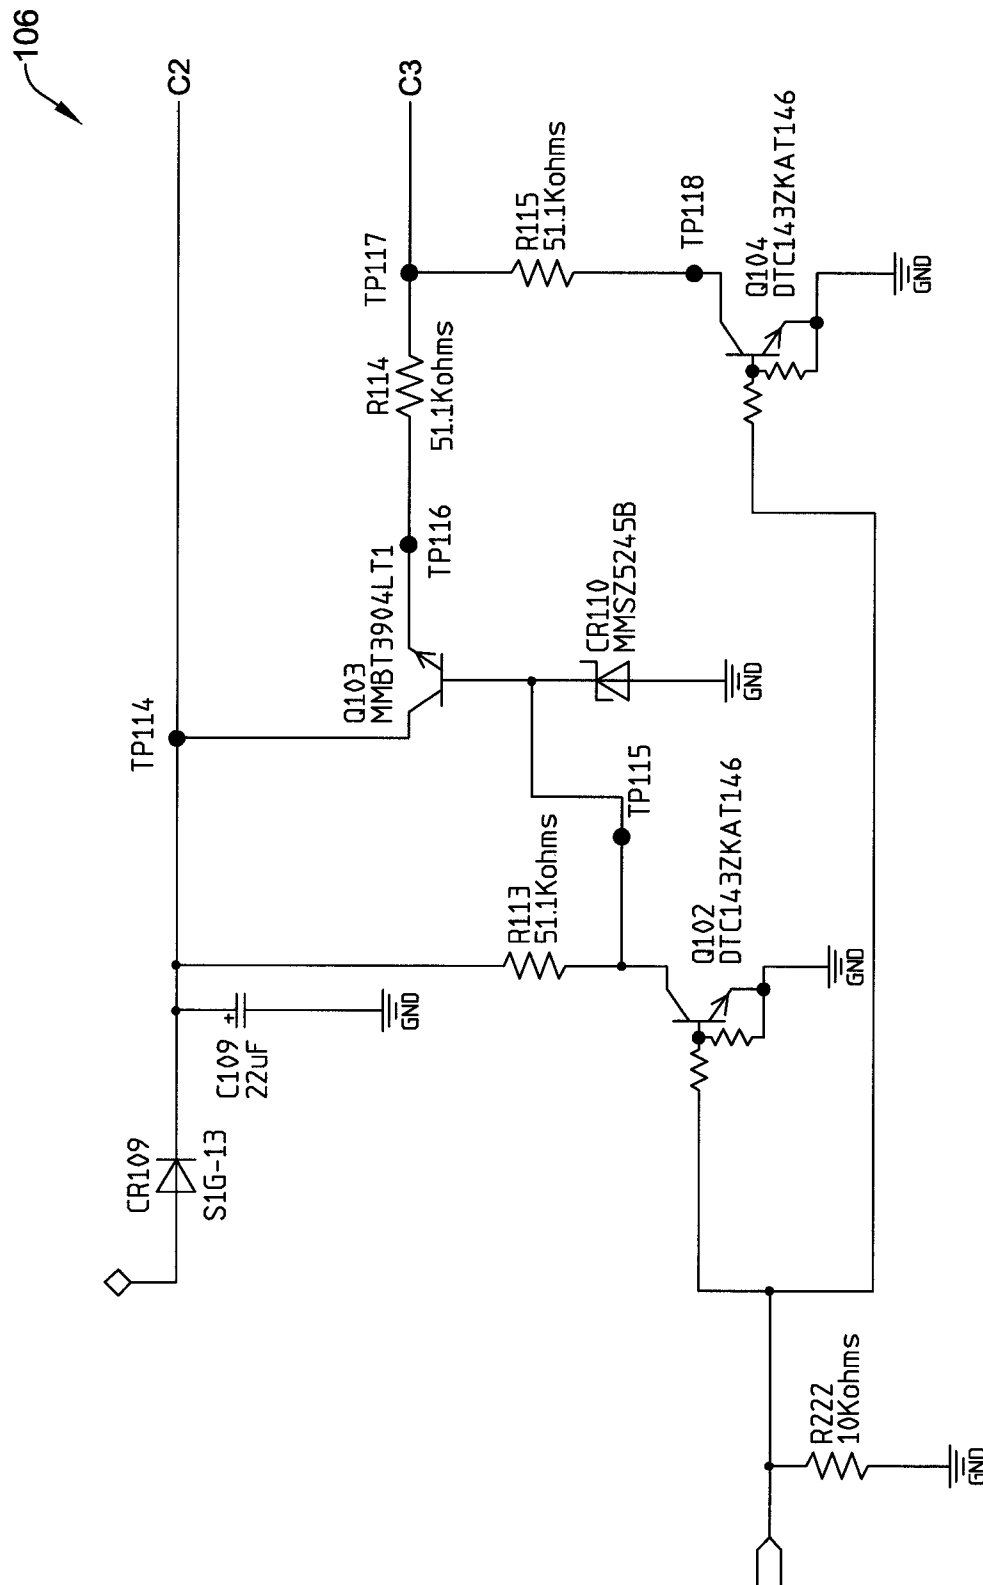 106
C2
C3
TP114
TP117
R114
51.1Kohms
R115
51.1Kohms
TP118
Q104
DTC143ZKAT146
GND
TP116
Q103
MMBT3904LT1
CR110
MMSZ5245B
GND
TP115
R113
51.1Kohms
Q102
DTC143ZKAT146
GND
C109
22uF
GND
CR109
S1G-13
R222
10Kohms
GND